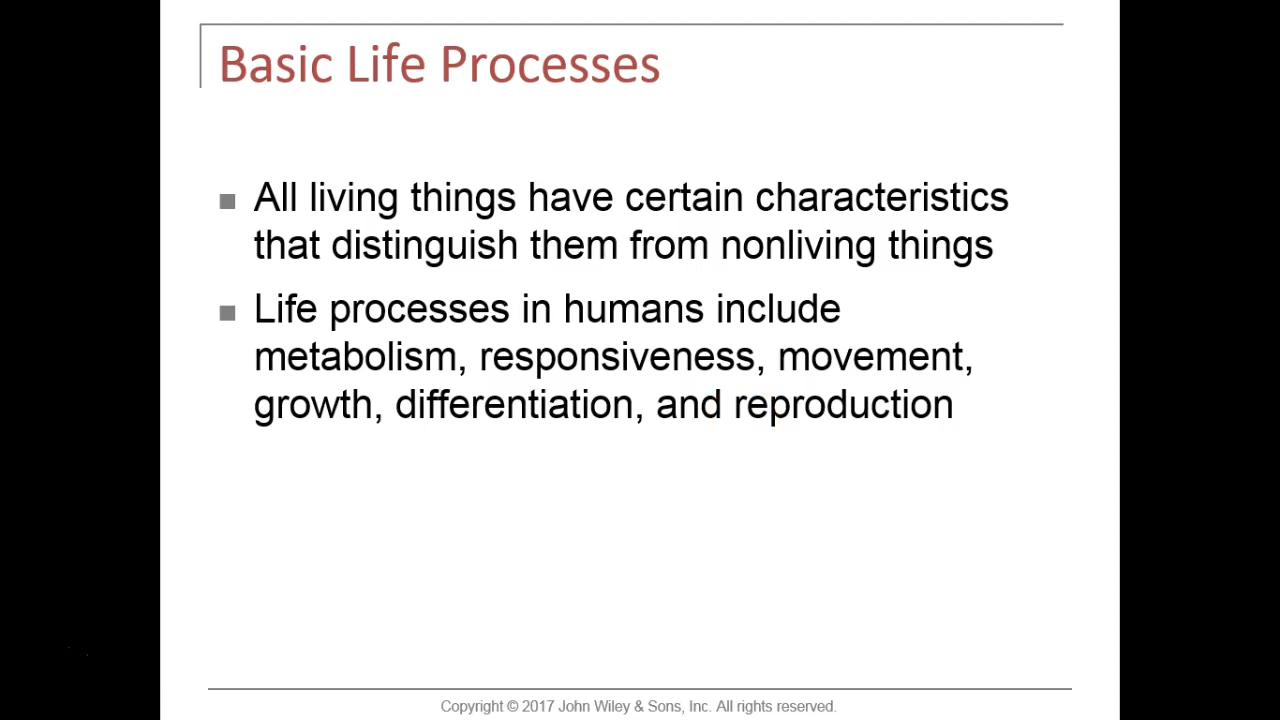 Basic Life Processes
All living things have certain characteristics
that distinguish them from nonliving things
Life processes in humans include
metabolism, responsiveness, movement,
growth, differentiation, and reproduction
Copyright © 2017 John Wiley & Sons, Inc. All rights reserved.